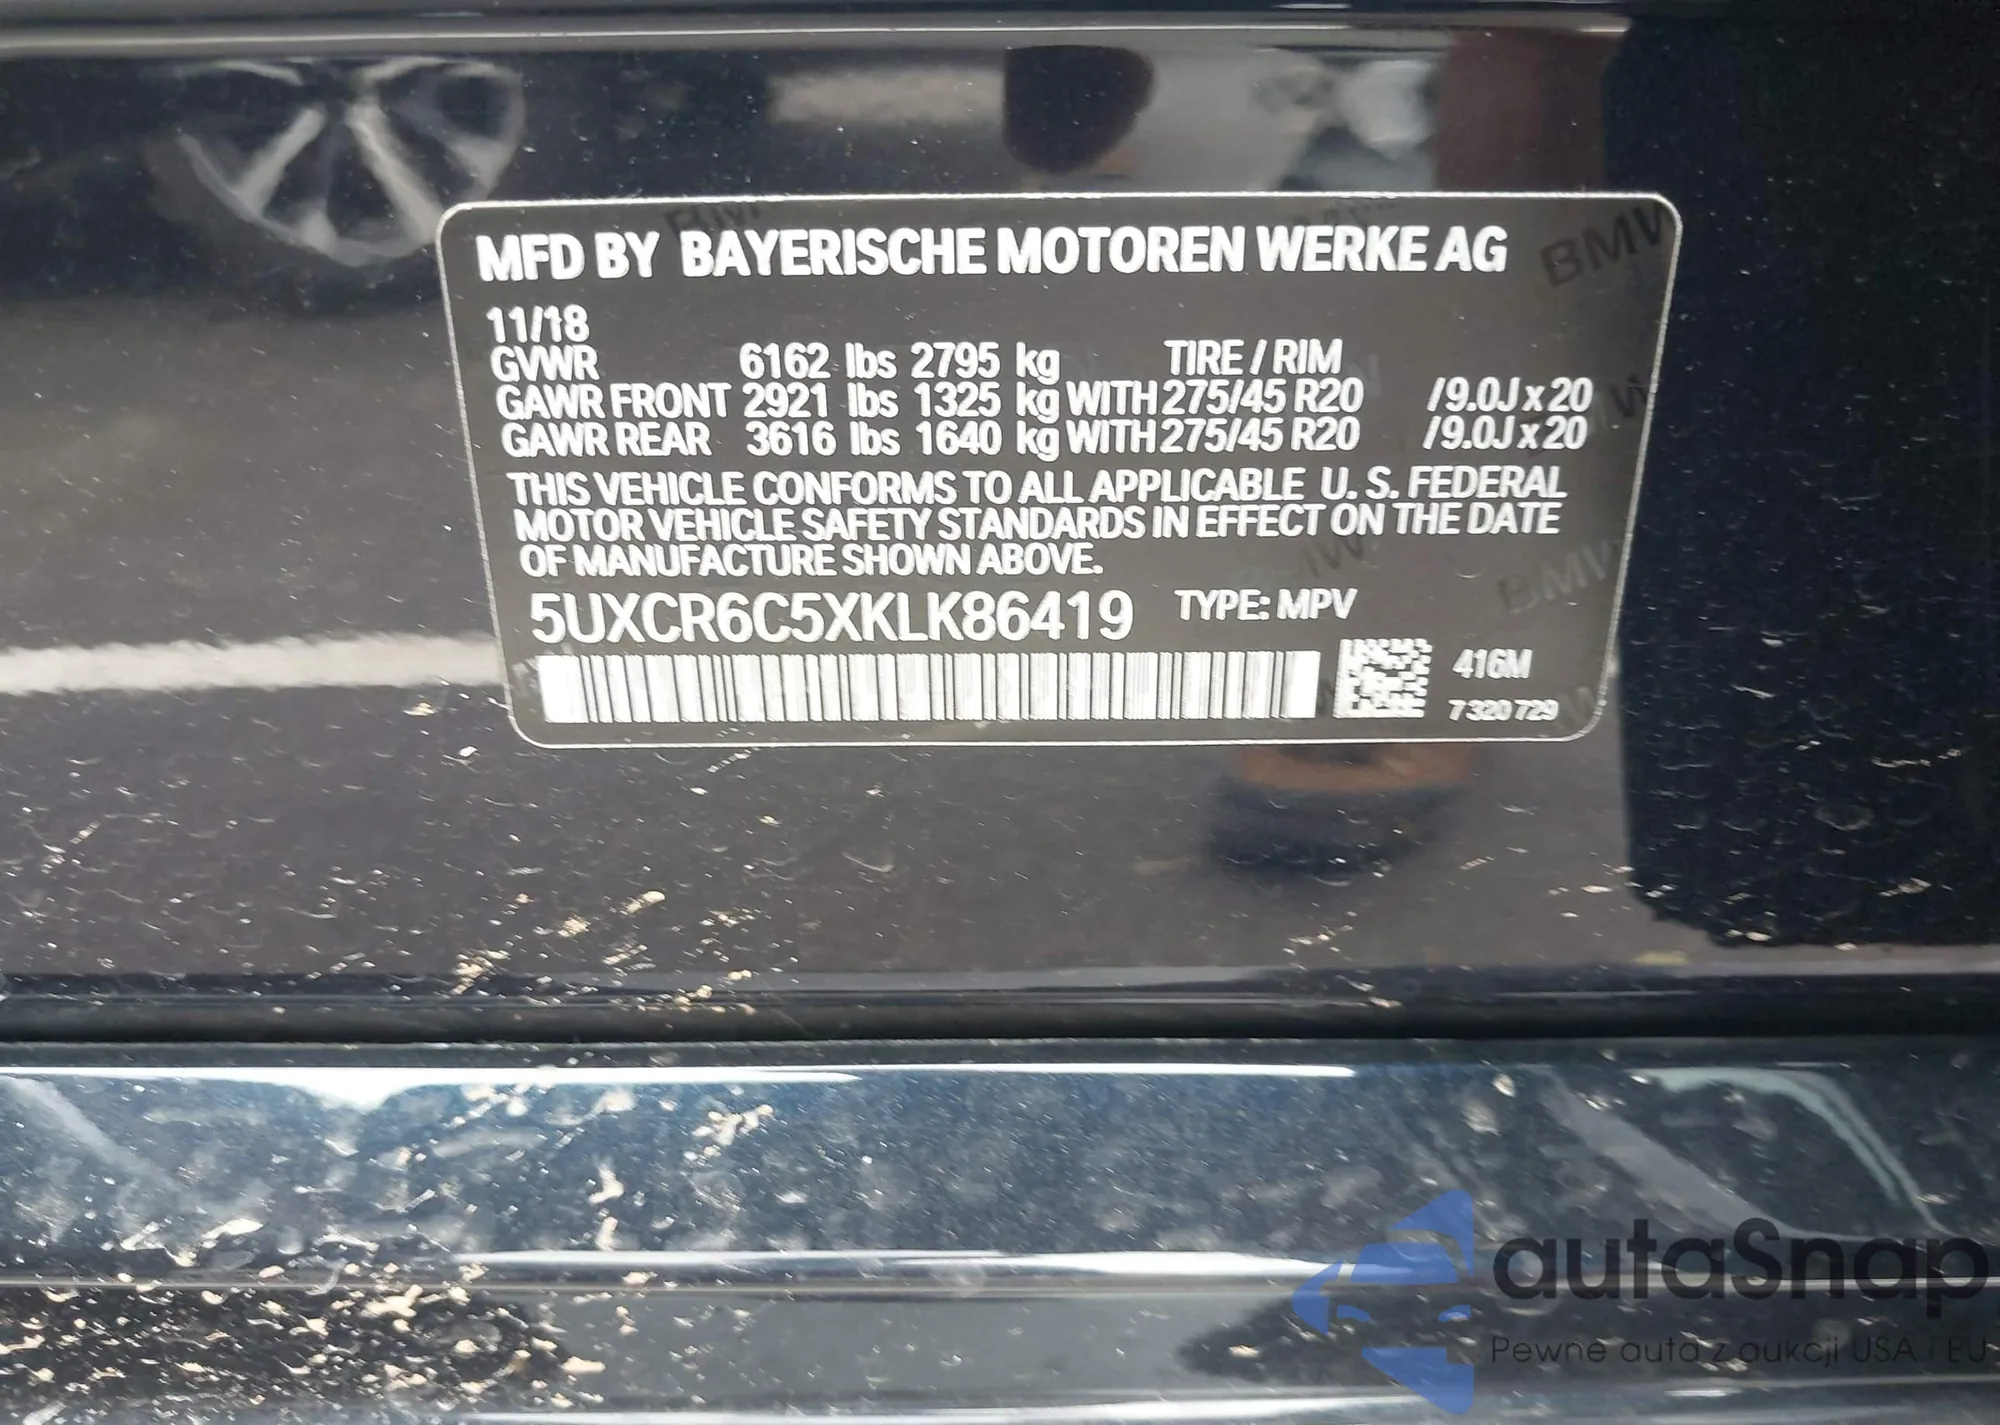 MFD BY BAYERISCHE MOTOREN WERKE AG
11/18
GVWR 6162 lbs 2795 kg TIRE / RIM
GAWR FRONT 2921 lbs 1325 kg WITH 275/45 R20 /9.0J x 20
GAWR REAR 3616 lbs 1640 kg WITH 275/45 R20 /9.0J x 20
THIS VEHICLE CONFORMS TO ALL APPLICABLE U. S. FEDERAL
MOTOR VEHICLE SAFETY STANDARDS IN EFFECT ON THE DATE
OF MANUFACTURE SHOWN ABOVE.
5UXCR6C5XKLK86419 TYPE: MPV
416M
7 320 729
autaSnap
Pewne auta z aukcji USA i EU